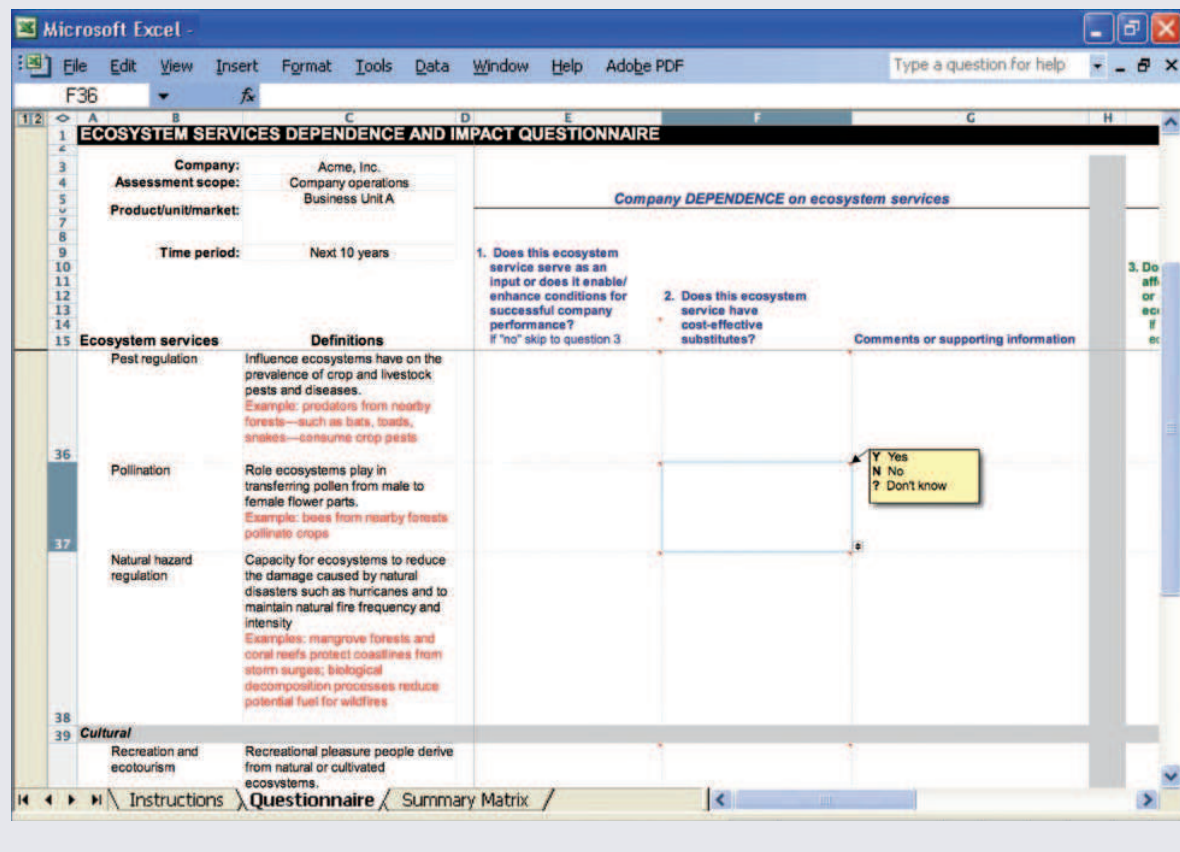 Microsoft Excel -
File Edit View Insert Format Tools Data Window Help Adobe PDF Type a question for help
F36 fx
1 2 A B C D E F G H
1 ECOSYSTEM SERVICES DEPENDENCE AND IMPACT QUESTIONNAIRE
3 Company: Acme, Inc.
4 Assessment scope: Company operations
5 Business Unit A Company DEPENDENCE on ecosystem services
Product/unit/market:
7
8
9 Time period: Next 10 years 1. Does this ecosystem
10 service serve as an 3. Do
11 input or does it enable/ aff
12 enhance conditions for 2. Does this ecosystem or
13 successful company service have ec
14 performance? cost-effective If
15 Ecosystem services Definitions If "no" skip to question 3 substitutes? Comments or supporting information ec
Pest regulation Influence ecosystems have on the
prevalence of crop and livestock
pests and diseases.
Example: predators from nearby
forests—such as bats, toads,
snakes—consume crop pests
36 Y Yes
Pollination Role ecosystems play in N No
transferring pollen from male to ? Don't know
female flower parts.
Example: bees from nearby forests
pollinate crops
37
Natural hazard Capacity for ecosystems to reduce
regulation the damage caused by natural
disasters such as hurricanes and to
maintain natural fire frequency and
intensity
Examples: mangrove forests and
coral reefs protect coastlines from
storm surges; biological
decomposition processes reduce
potential fuel for wildfires
38
39 Cultural
Recreation and Recreational pleasure people derive
ecotourism from natural or cultivated
ecosystems.
Instructions Questionnaire Summary Matrix